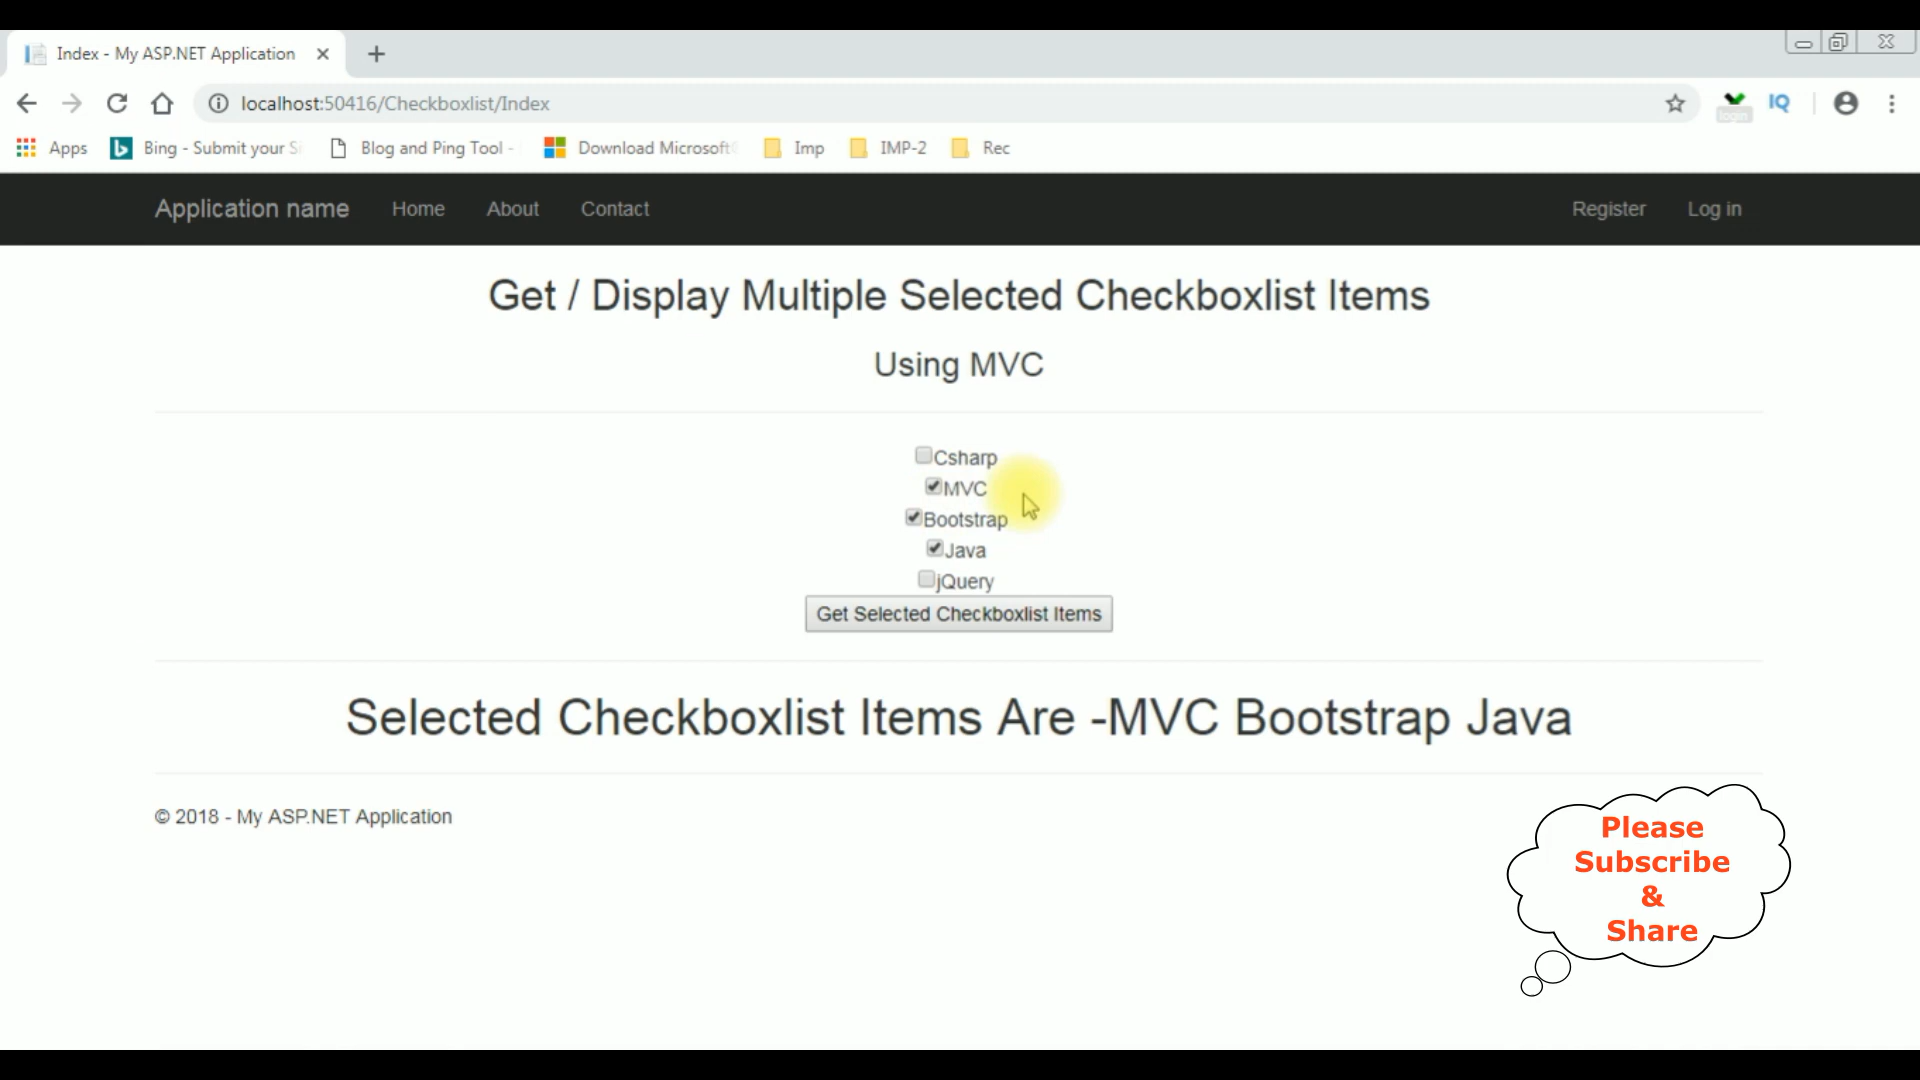 Index - My ASP.NET Application
localhost:50416/Checkboxlist/Index
login IQ
Apps Bing - Submit your Si Blog and Ping Tool - Download Microsoft Imp IMP-2 Rec
Application name Home About Contact Register Log in
Get / Display Multiple Selected Checkboxlist Items
Using MVC
Csharp
MVC
Bootstrap
Java
jQuery
Get Selected Checkboxlist Items
Selected Checkboxlist Items Are -MVC Bootstrap Java
© 2018 - My ASP.NET Application
Please
Subscribe
&
Share